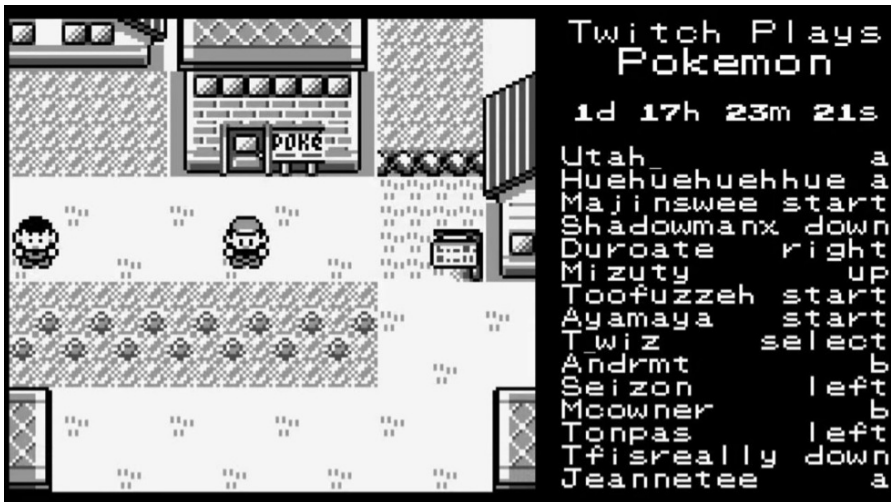 Twitch Plays
Pokemon
1d 17h 23m 21s
POKé
Utah_ a
Huehuehuehhue a
Majinswee start
Shadowmanx down
Duroate right
Mizuty up
Toofuzzeh start
Ayamaya start
T_wiz select
Andrmt b
Seizon left
Mcowner b
Tonpas left
Tfisreally down
Jeannetee a